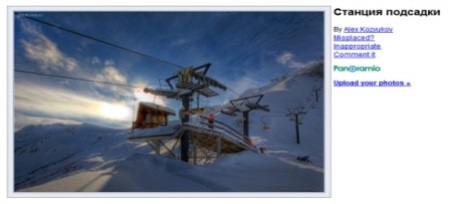 Станция подсадки
By Alex Kozyukov
Misplaced?
Inappropriate
Comment it
Panoramio
Upload your photos »